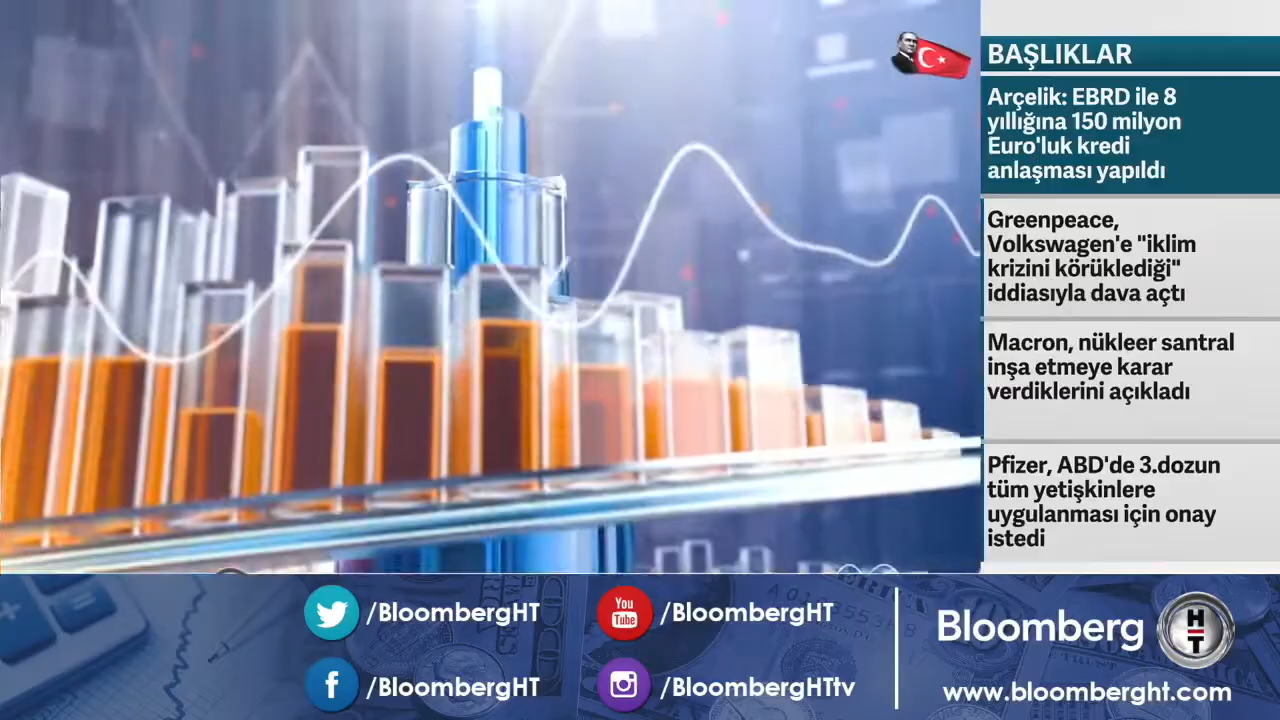 BAŞLIKLAR
Arçelik: EBRD ile 8
yıllığına 150 milyon
Euro'luk kredi
anlaşması yapıldı
Greenpeace,
Volkswagen'e "iklim
krizini körüklediği"
iddiasıyla dava açtı
Macron, nükleer santral
inşa etmeye karar
verdiklerini açıkladı
Pfizer, ABD'de 3.dozun
tüm yetişkinlere
uygulanması için onay
istedi
/BloombergHT
You
Tube
/BloombergHT
/BloombergHT
/BloombergHTtv
Bloomberg HT
www.bloomberght.com